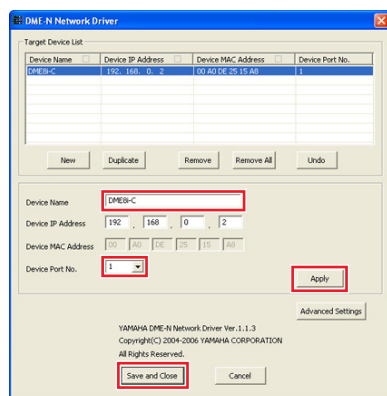 DME-N Network Driver
Target Device List
Device Name Device IP Address Device MAC Address Device Port No.
DME8i-C 192. 168. 0. 2 00 A0 DE 25 15 A8 1
New Duplicate Remove Remove All Undo
Device Name DME8i-C
Device IP Address 192 . 168 . 0 . 2
Device MAC Address 00 A0 DE 25 15 A8
Device Port No. 1
Apply
Advanced Settings
YAMAHA DME-N Network Driver Ver.1.1.3
Copyright(C) 2004-2006 YAMAHA CORPORATION
All Rights Reserved.
Save and Close Cancel